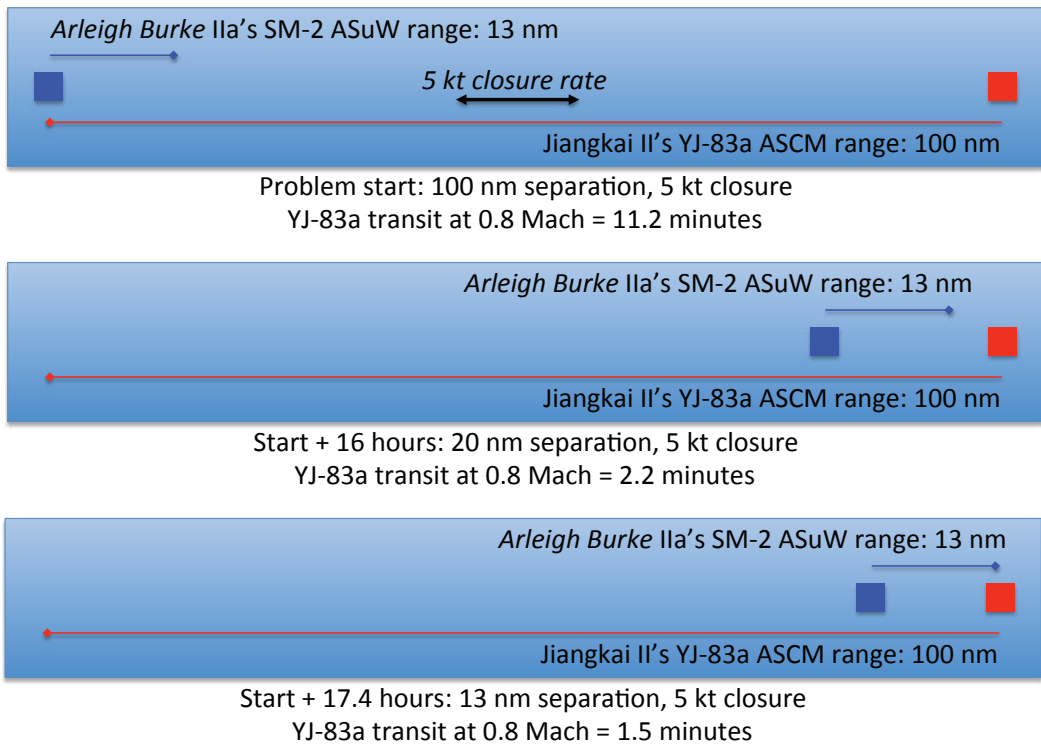 Arleigh Burke IIa's SM-2 ASuW range: 13 nm
5 kt closure rate
Jiangkai II's YJ-83a ASCM range: 100 nm
Problem start: 100 nm separation, 5 kt closure
YJ-83a transit at 0.8 Mach = 11.2 minutes
Arleigh Burke IIa's SM-2 ASuW range: 13 nm
Jiangkai II's YJ-83a ASCM range: 100 nm
Start + 16 hours: 20 nm separation, 5 kt closure
YJ-83a transit at 0.8 Mach = 2.2 minutes
Arleigh Burke IIa's SM-2 ASuW range: 13 nm
Jiangkai II's YJ-83a ASCM range: 100 nm
Start + 17.4 hours: 13 nm separation, 5 kt closure
YJ-83a transit at 0.8 Mach = 1.5 minutes